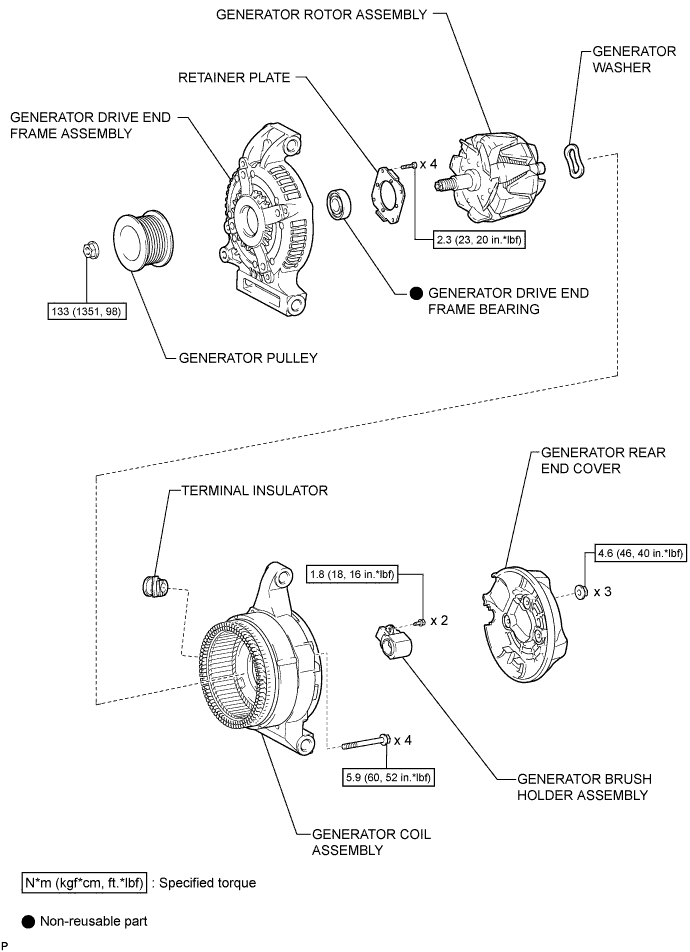 GENERATOR ROTOR ASSEMBLY
GENERATOR
WASHER
RETAINER PLATE
GENERATOR DRIVE END
FRAME ASSEMBLY
x 4
2.3 (23, 20 in.*lbf)
GENERATOR DRIVE END
FRAME BEARING
133 (1351, 98)
GENERATOR PULLEY
GENERATOR REAR
END COVER
TERMINAL INSULATOR
4.6 (46, 40 in.*lbf)
1.8 (18, 16 in.*lbf)
x 3
x 2
x 4
5.9 (60, 52 in.*lbf)
GENERATOR BRUSH
HOLDER ASSEMBLY
GENERATOR COIL
ASSEMBLY
N*m (kgf*cm, ft.*lbf) : Specified torque
Non-reusable part
P